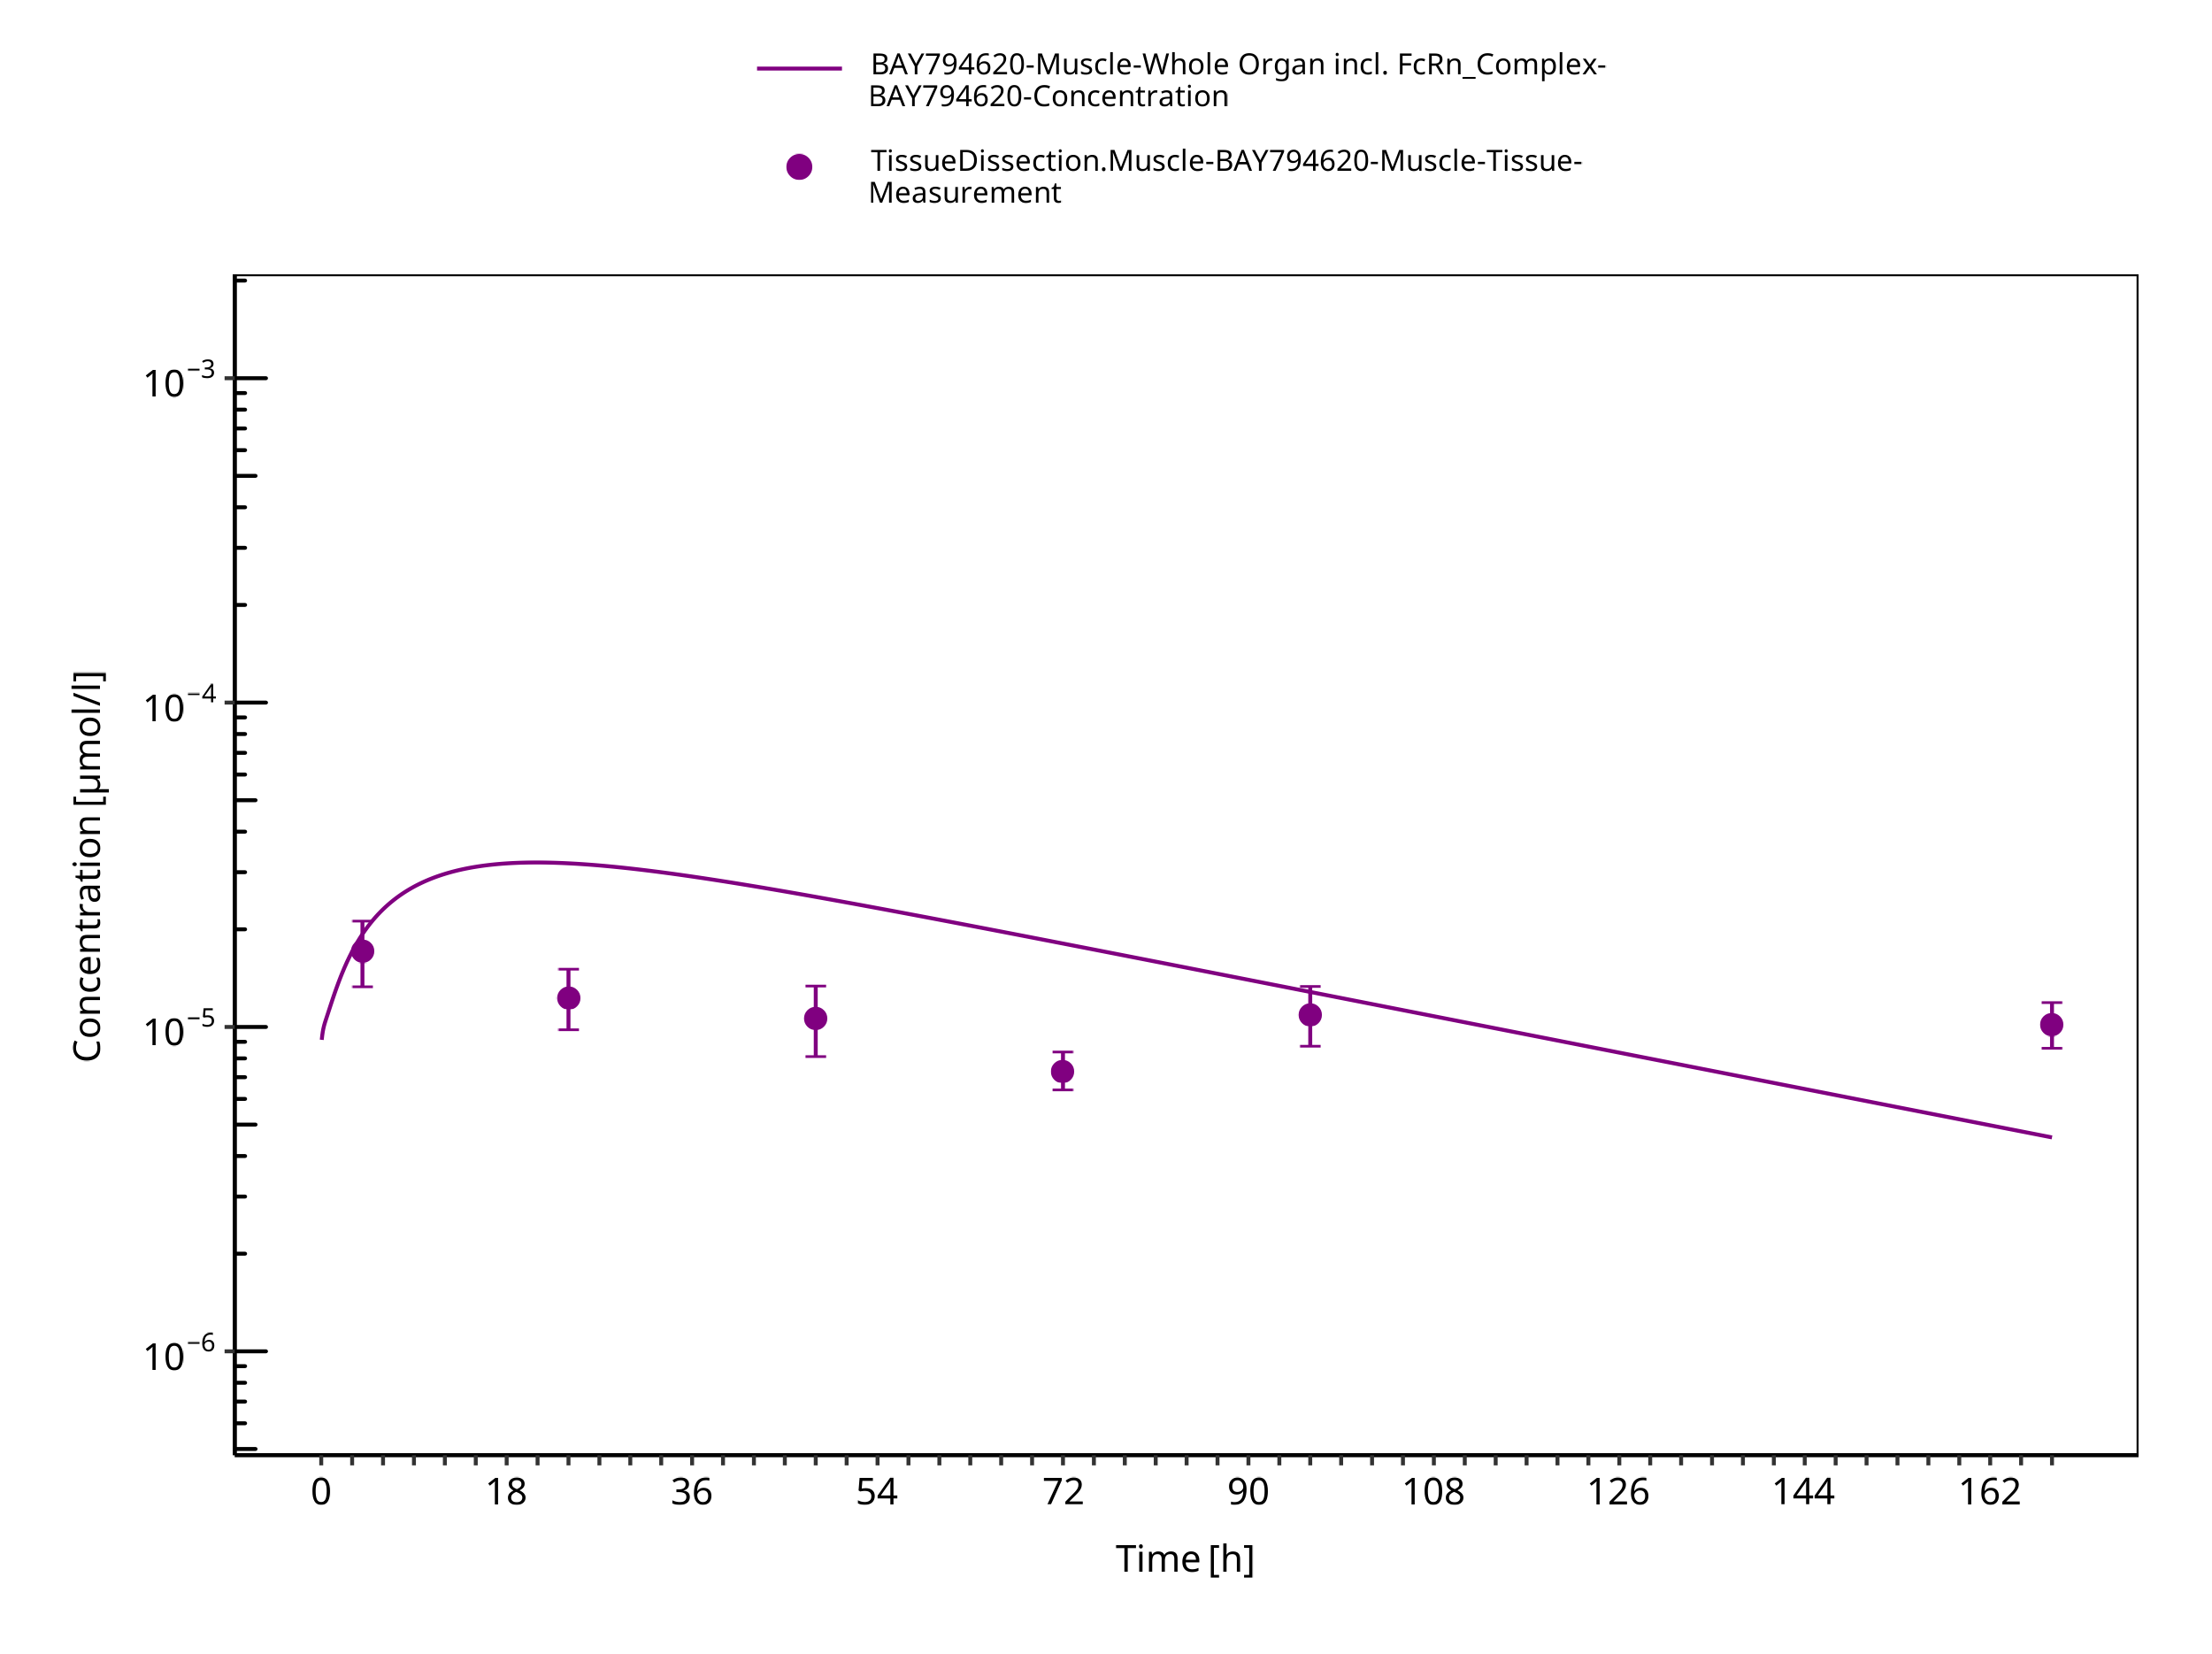 BAY794620-Muscle-Whole Organ incl. FcRn_Complex-
BAY794620-Concentration
TissueDissection.Muscle-BAY794620-Muscle-Tissue-
Measurement
Concentration [µmol/l]
10⁻³
10⁻⁴
10⁻⁵
10⁻⁶
0 18 36 54 72 90 108 126 144 162
Time [h]